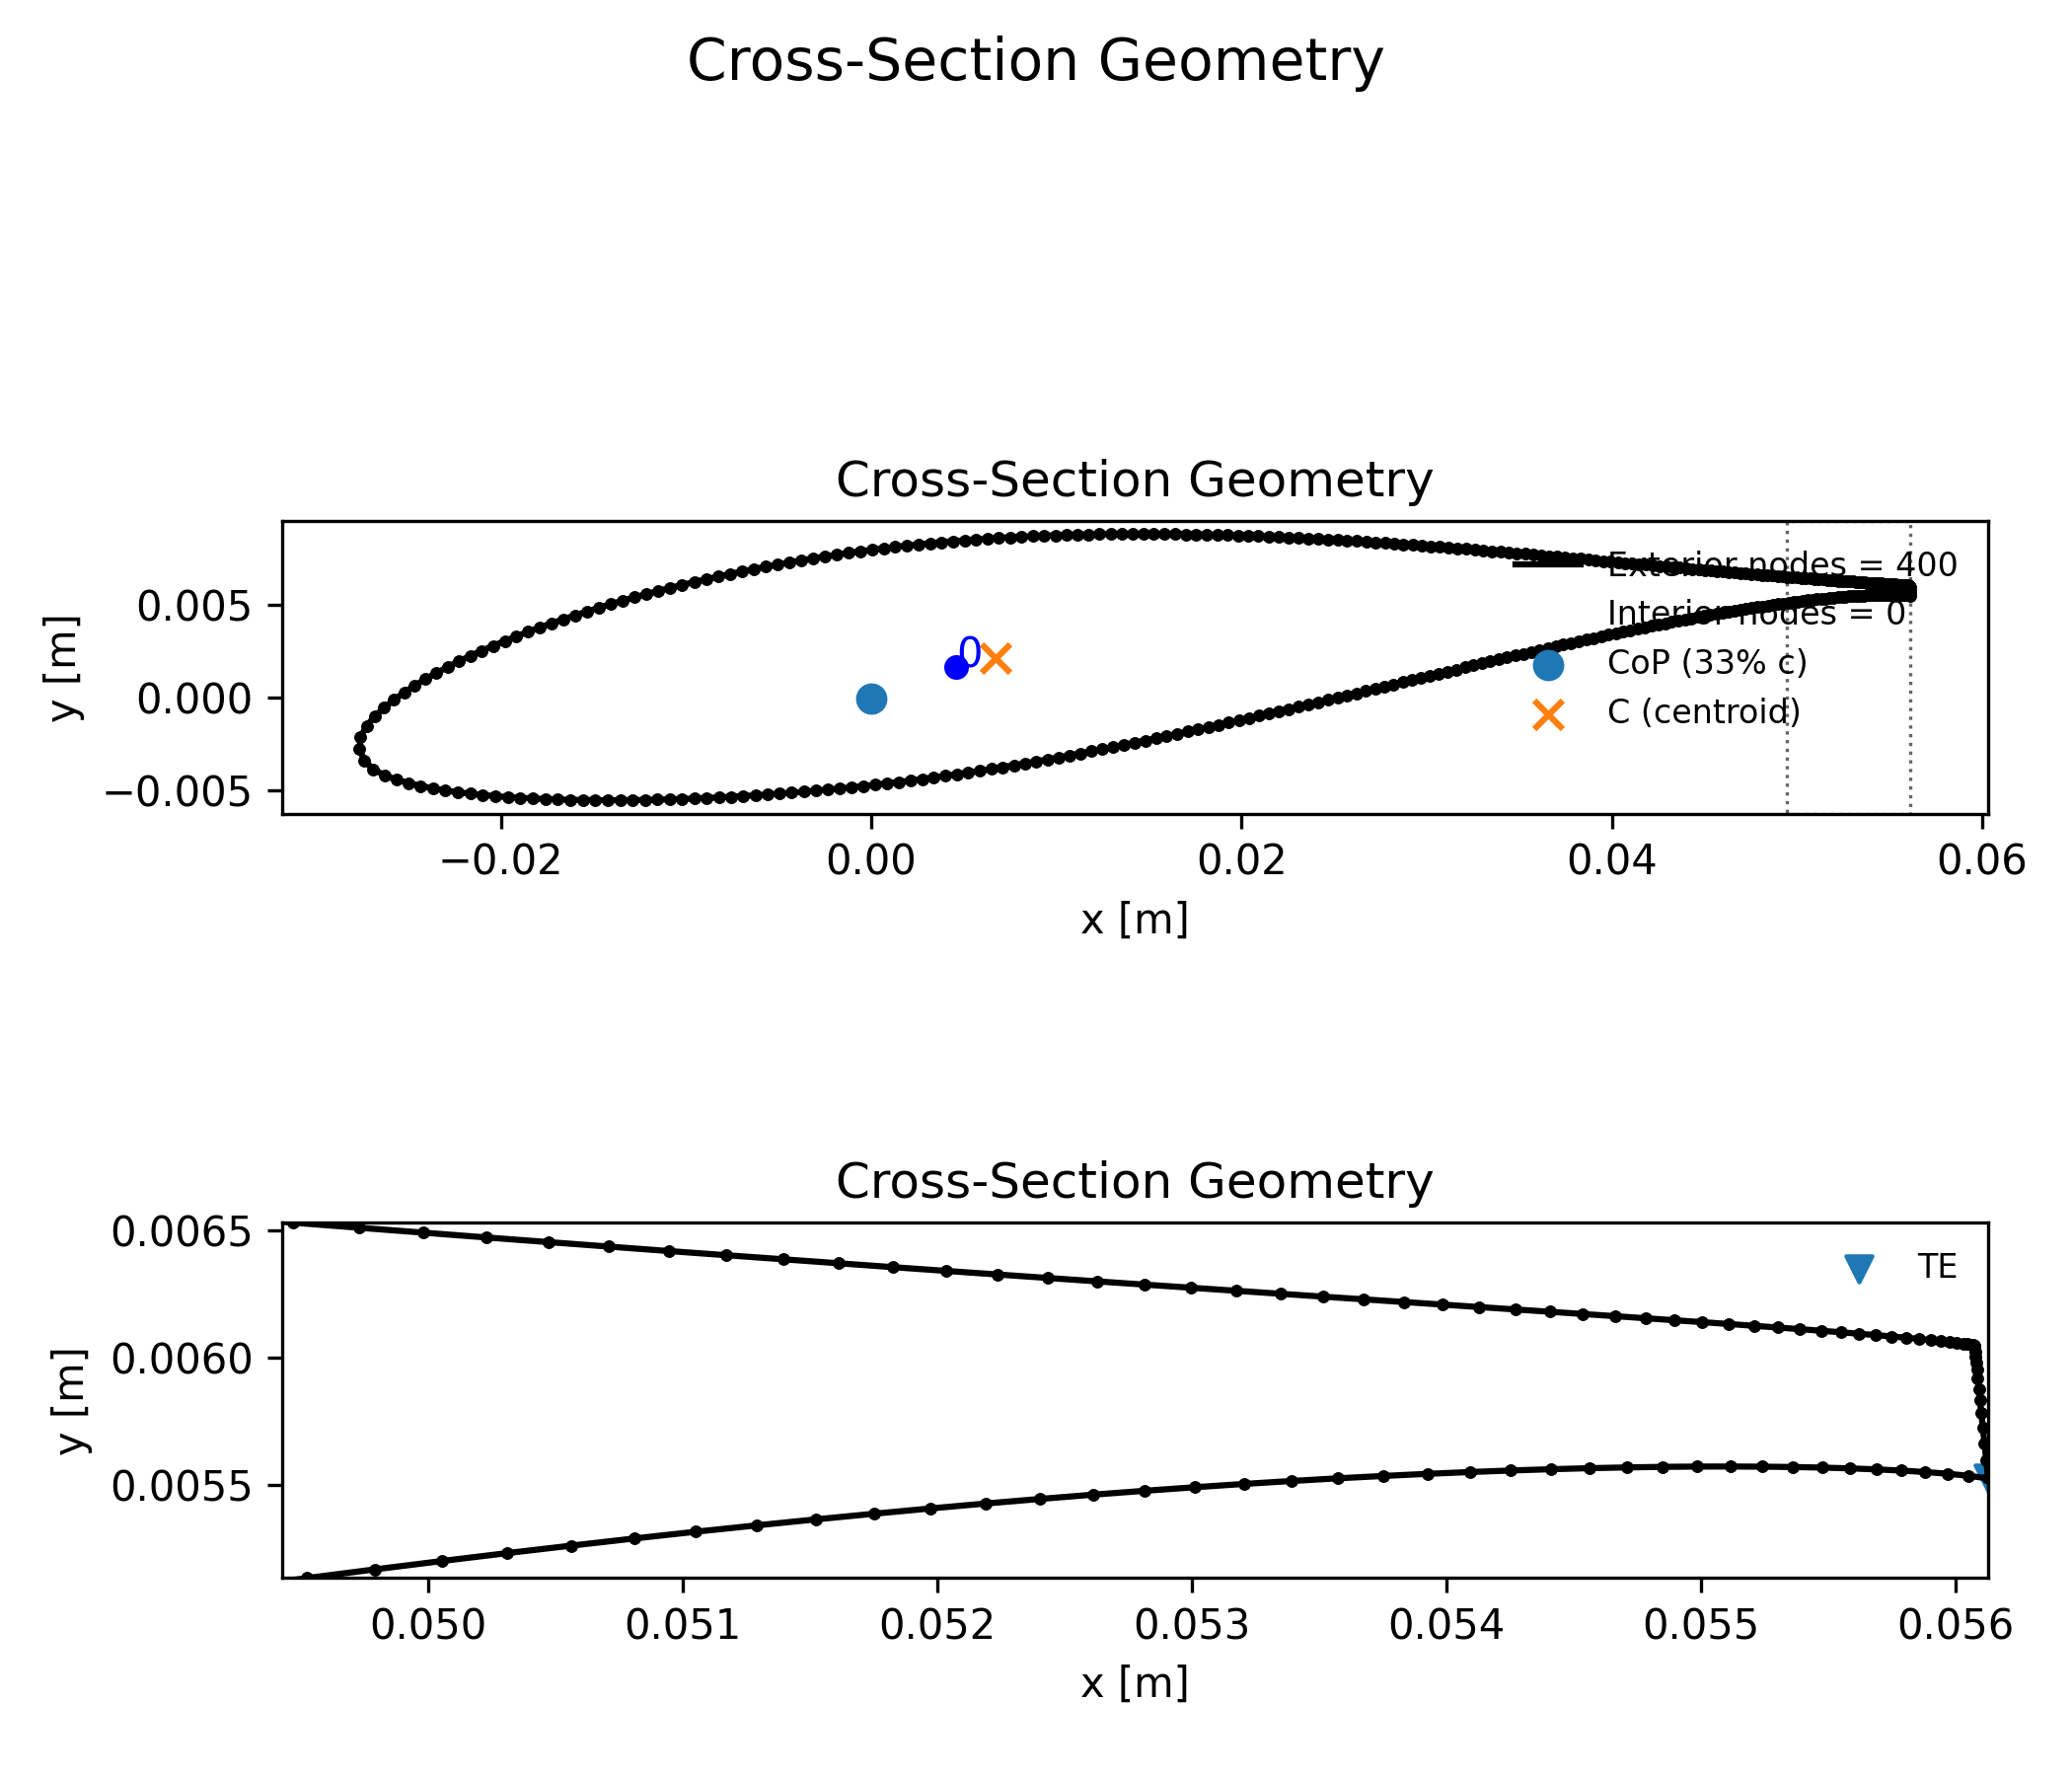 Cross-Section Geometry
Cross-Section Geometry
y [m]
0.005
0.000
−0.005
0
Exterior nodes = 400
Interior nodes = 0
CoP (33% c)
C (centroid)
−0.02 0.00 0.02 0.04 0.06
x [m]
Cross-Section Geometry
y [m]
0.0065
0.0060
0.0055
TE
0.050 0.051 0.052 0.053 0.054 0.055 0.056
x [m]